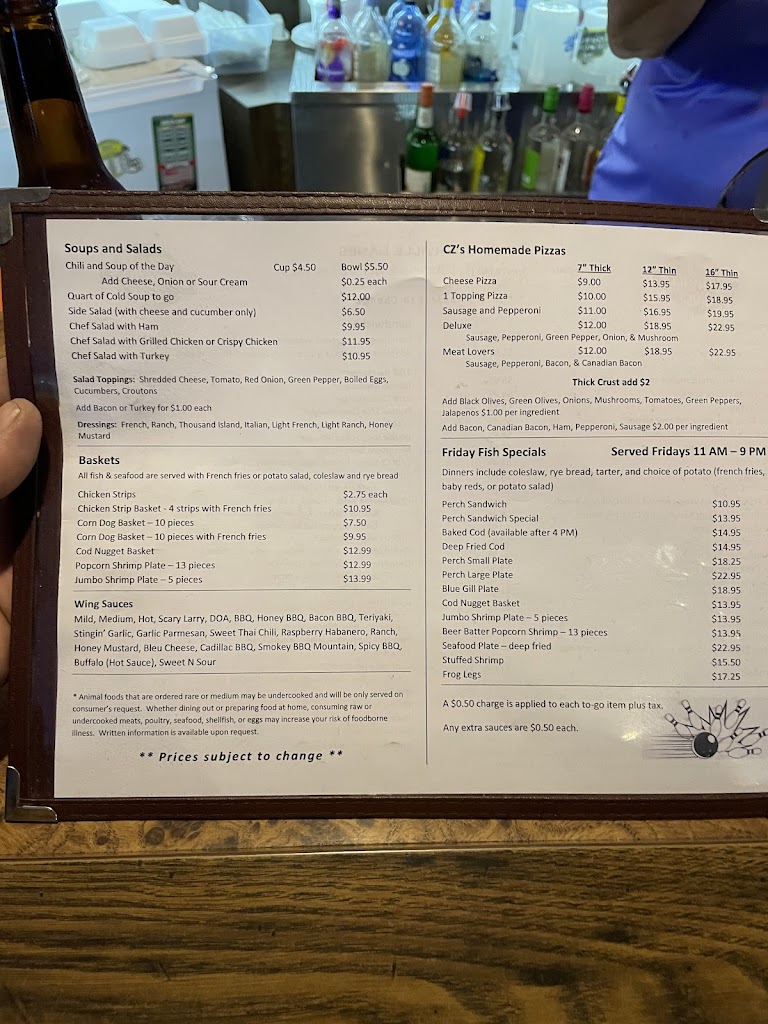 Soups and Salads
Chili and Soup of the Day Cup $4.50 Bowl $5.50
Add Cheese, Onion or Sour Cream $0.25 each
Quart of Cold Soup to go $12.00
Side Salad (with cheese and cucumber only) $6.50
Chef Salad with Ham $9.95
Chef Salad with Grilled Chicken or Crispy Chicken $11.95
Chef Salad with Turkey $10.95
Salad Toppings: Shredded Cheese, Tomato, Red Onion, Green Pepper, Boiled Eggs,
Cucumbers, Croutons
Add Bacon or Turkey for $1.00 each
Dressings: French, Ranch, Thousand Island, Italian, Light French, Light Ranch, Honey
Mustard
Baskets
All fish & seafood are served with French fries or potato salad, coleslaw and rye bread
Chicken Strips $2.75 each
Chicken Strip Basket - 4 strips with French fries $10.95
Corn Dog Basket – 10 pieces $7.50
Corn Dog Basket – 10 pieces with French fries $9.95
Cod Nugget Basket $12.99
Popcorn Shrimp Plate – 13 pieces $12.99
Jumbo Shrimp Plate – 5 pieces $13.99
Wing Sauces
Mild, Medium, Hot, Scary Larry, DOA, BBQ, Honey BBQ, Bacon BBQ, Teriyaki,
Stingin' Garlic, Garlic Parmesan, Sweet Thai Chili, Raspberry Habanero, Ranch,
Honey Mustard, Bleu Cheese, Cadillac BBQ, Smokey BBQ Mountain, Spicy BBQ,
Buffalo (Hot Sauce), Sweet N Sour
* Animal foods that are ordered rare or medium may be undercooked and will be only served on
consumer's request. Whether dining out or preparing food at home, consuming raw or
undercooked meats, poultry, seafood, shellfish, or eggs may increase your risk of foodborne
illness. Written information is available upon request.
** Prices subject to change **
CZ's Homemade Pizzas
7" Thick 12" Thin 16" Thin
Cheese Pizza $9.00 $13.95 $17.95
1 Topping Pizza $10.00 $15.95 $18.95
Sausage and Pepperoni $11.00 $16.95 $19.95
Deluxe $12.00 $18.95 $22.95
Sausage, Pepperoni, Green Pepper, Onion, & Mushroom
Meat Lovers $12.00 $18.95 $22.95
Sausage, Pepperoni, Bacon, & Canadian Bacon
Thick Crust add $2
Add Black Olives, Green Olives, Onions, Mushrooms, Tomatoes, Green Peppers,
Jalapenos $1.00 per ingredient
Add Bacon, Canadian Bacon, Ham, Pepperoni, Sausage $2.00 per ingredient
Friday Fish Specials Served Fridays 11 AM – 9 PM
Dinners include coleslaw, rye bread, tarter, and choice of potato (french fries,
baby reds, or potato salad)
Perch Sandwich $10.95
Perch Sandwich Special $13.95
Baked Cod (available after 4 PM) $14.95
Deep Fried Cod $14.95
Perch Small Plate $18.25
Perch Large Plate $22.95
Blue Gill Plate $18.95
Cod Nugget Basket $13.95
Jumbo Shrimp Plate – 5 pieces $13.95
Beer Batter Popcorn Shrimp – 13 pieces $13.95
Seafood Plate – deep fried $22.95
Stuffed Shrimp $15.50
Frog Legs $17.25
A $0.50 charge is applied to each to-go item plus tax.
Any extra sauces are $0.50 each.